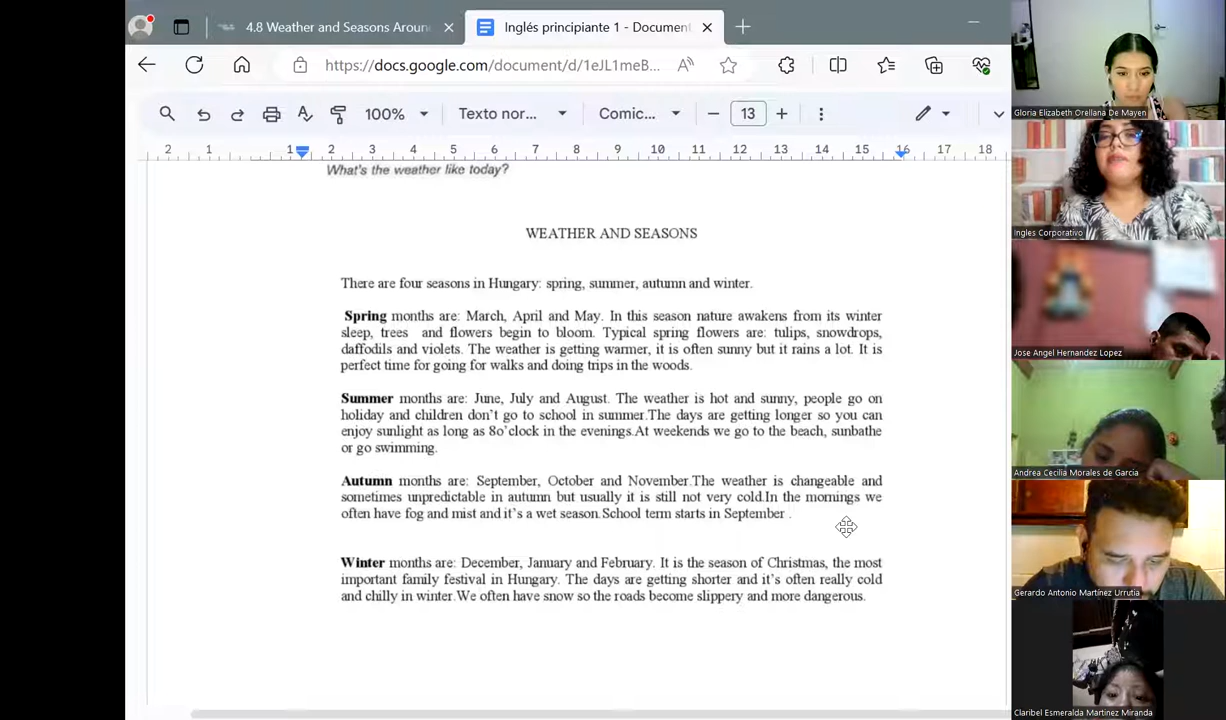 4.8 Weather and Seasons Aroun
Inglés principiante 1 - Document
https://docs.google.com/document/d/1eJL1meB...
100%
Texto nor...
Comic...
13
2 1 1 2 3 4 5 6 7 8 9 10 11 12 13 14 15 16 17 18
What's the weather like today?
WEATHER AND SEASONS
There are four seasons in Hungary: spring, summer, autumn and winter.
Spring months are: March, April and May. In this season nature awakens from its winter
sleep, trees and flowers begin to bloom. Typical spring flowers are: tulips, snowdrops,
daffodils and violets. The weather is getting warmer, it is often sunny but it rains a lot. It is
perfect time for going for walks and doing trips in the woods.
Summer months are: June, July and August. The weather is hot and sunny, people go on
holiday and children don't go to school in summer.The days are getting longer so you can
enjoy sunlight as long as 8o'clock in the evenings.At weekends we go to the beach, sunbathe
or go swimming.
Autumn months are: September, October and November.The weather is changeable and
sometimes unpredictable in autumn but usually it is still not very cold.In the mornings we
often have fog and mist and it's a wet season.School term starts in September .
Winter months are: December, January and February. It is the season of Christmas, the most
important family festival in Hungary. The days are getting shorter and it's often really cold
and chilly in winter.We often have snow so the roads become slippery and more dangerous.
Gloria Elizabeth Orellana De Mayen
Ingles Corporativo
Jose Angel Hernandez Lopez
Andrea Cecilia Morales de Garcia
Gerardo Antonio Martínez Urrutia
Claribel Esmeralda Martinez Miranda